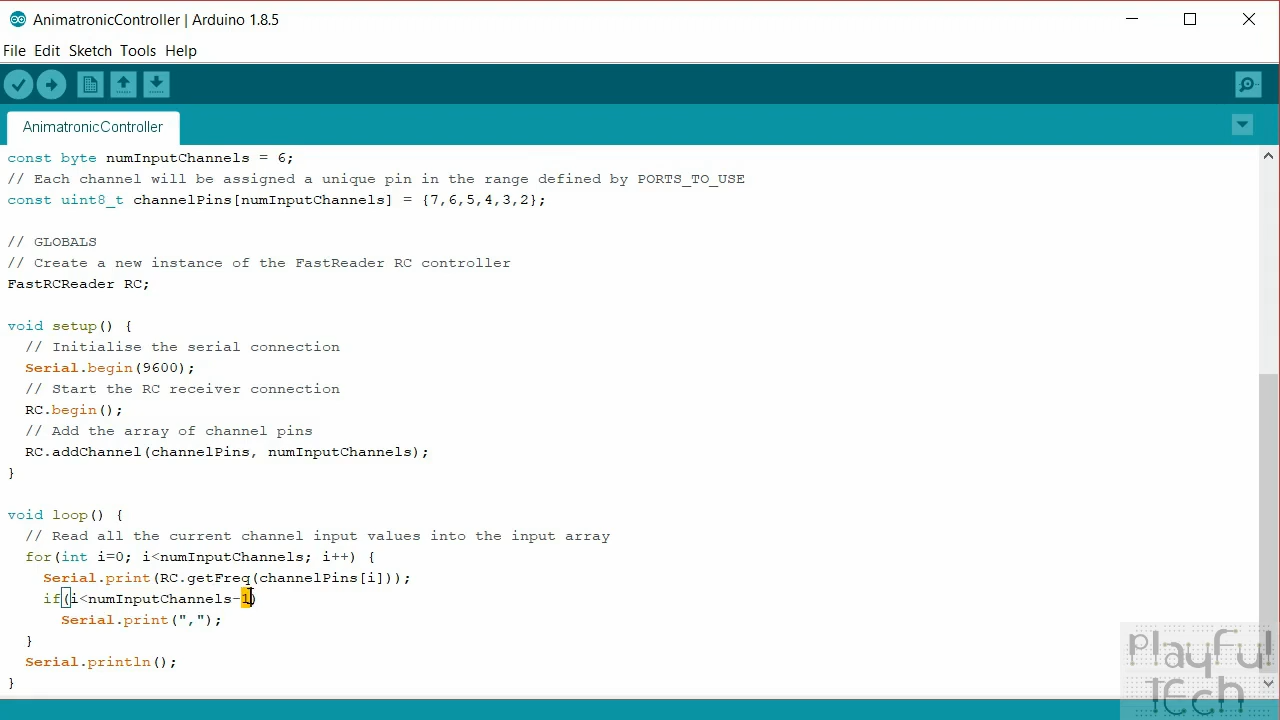 AnimatronicController | Arduino 1.8.5
File Edit Sketch Tools Help
AnimatronicController
const byte numInputChannels = 6;
// Each channel will be assigned a unique pin in the range defined by PORTS_TO_USE
const uint8_t channelPins[numInputChannels] = {7,6,5,4,3,2};
// GLOBALS
// Create a new instance of the FastReader RC controller
FastRCReader RC;
void setup() {
// Initialise the serial connection
Serial.begin(9600);
// Start the RC receiver connection
RC.begin();
// Add the array of channel pins
RC.addChannel(channelPins, numInputChannels);
}
void loop() {
// Read all the current channel input values into the input array
for(int i=0; i<numInputChannels; i++) {
Serial.print(RC.getFreq(channelPins[i]));
if(i<numInputChannels-1)
Serial.print(",");
}
Serial.println();
}
Playful
tEch